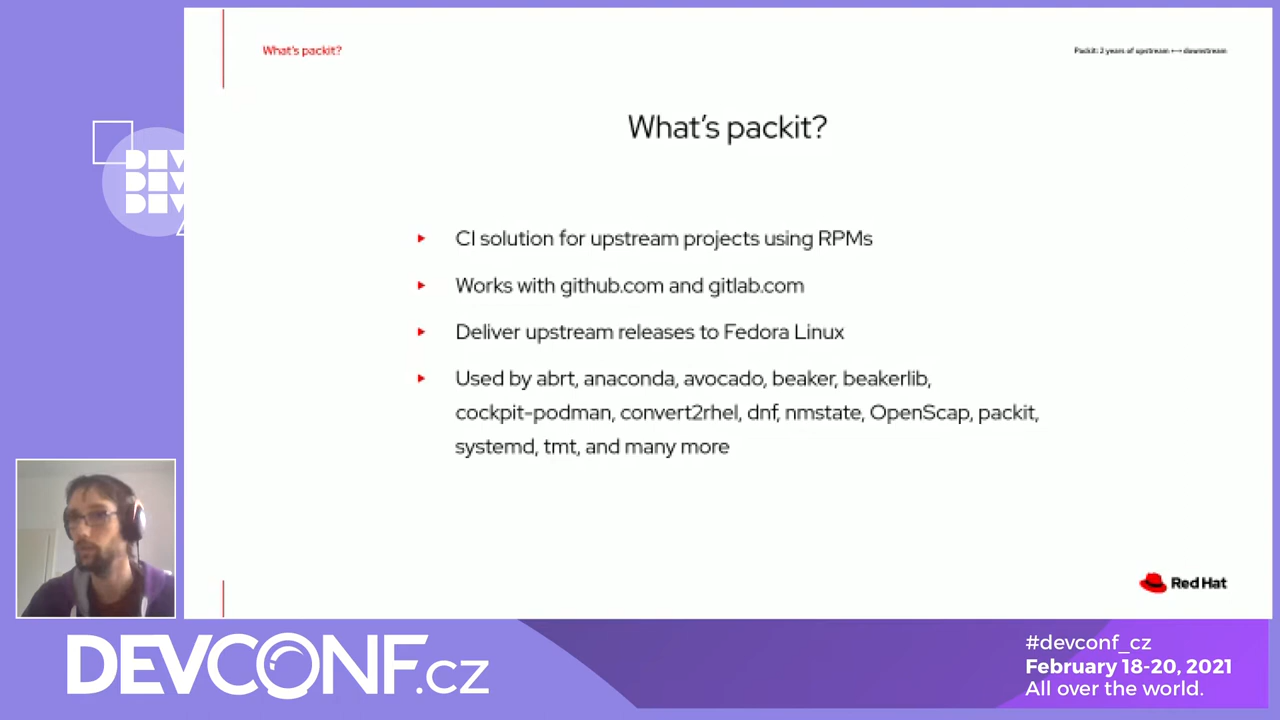 What's packit?
Packit: 2 years of upstream ⟷ downstream
What's packit?
CI solution for upstream projects using RPMs
Works with github.com and gitlab.com
Deliver upstream releases to Fedora Linux
Used by abrt, anaconda, avocado, beaker, beakerlib,
cockpit-podman, convert2rhel, dnf, nmstate, OpenScap, packit,
systemd, tmt, and many more
Red Hat
DEV
DEV
DEV
DEVCONF.cz
#devconf_cz
February 18-20, 2021
All over the world.